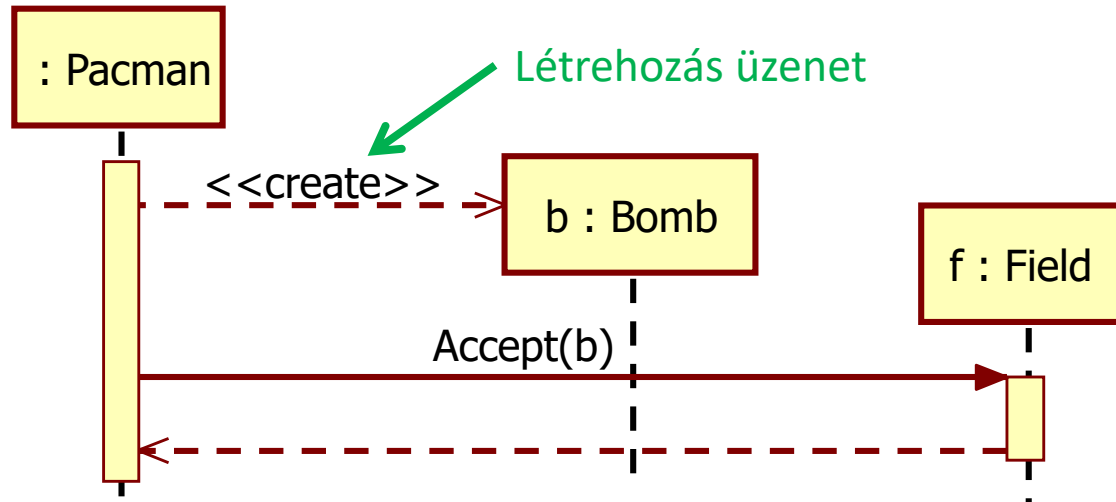 : Pacman
Létrehozás üzenet
<<create>>
b : Bomb
f : Field
Accept(b)